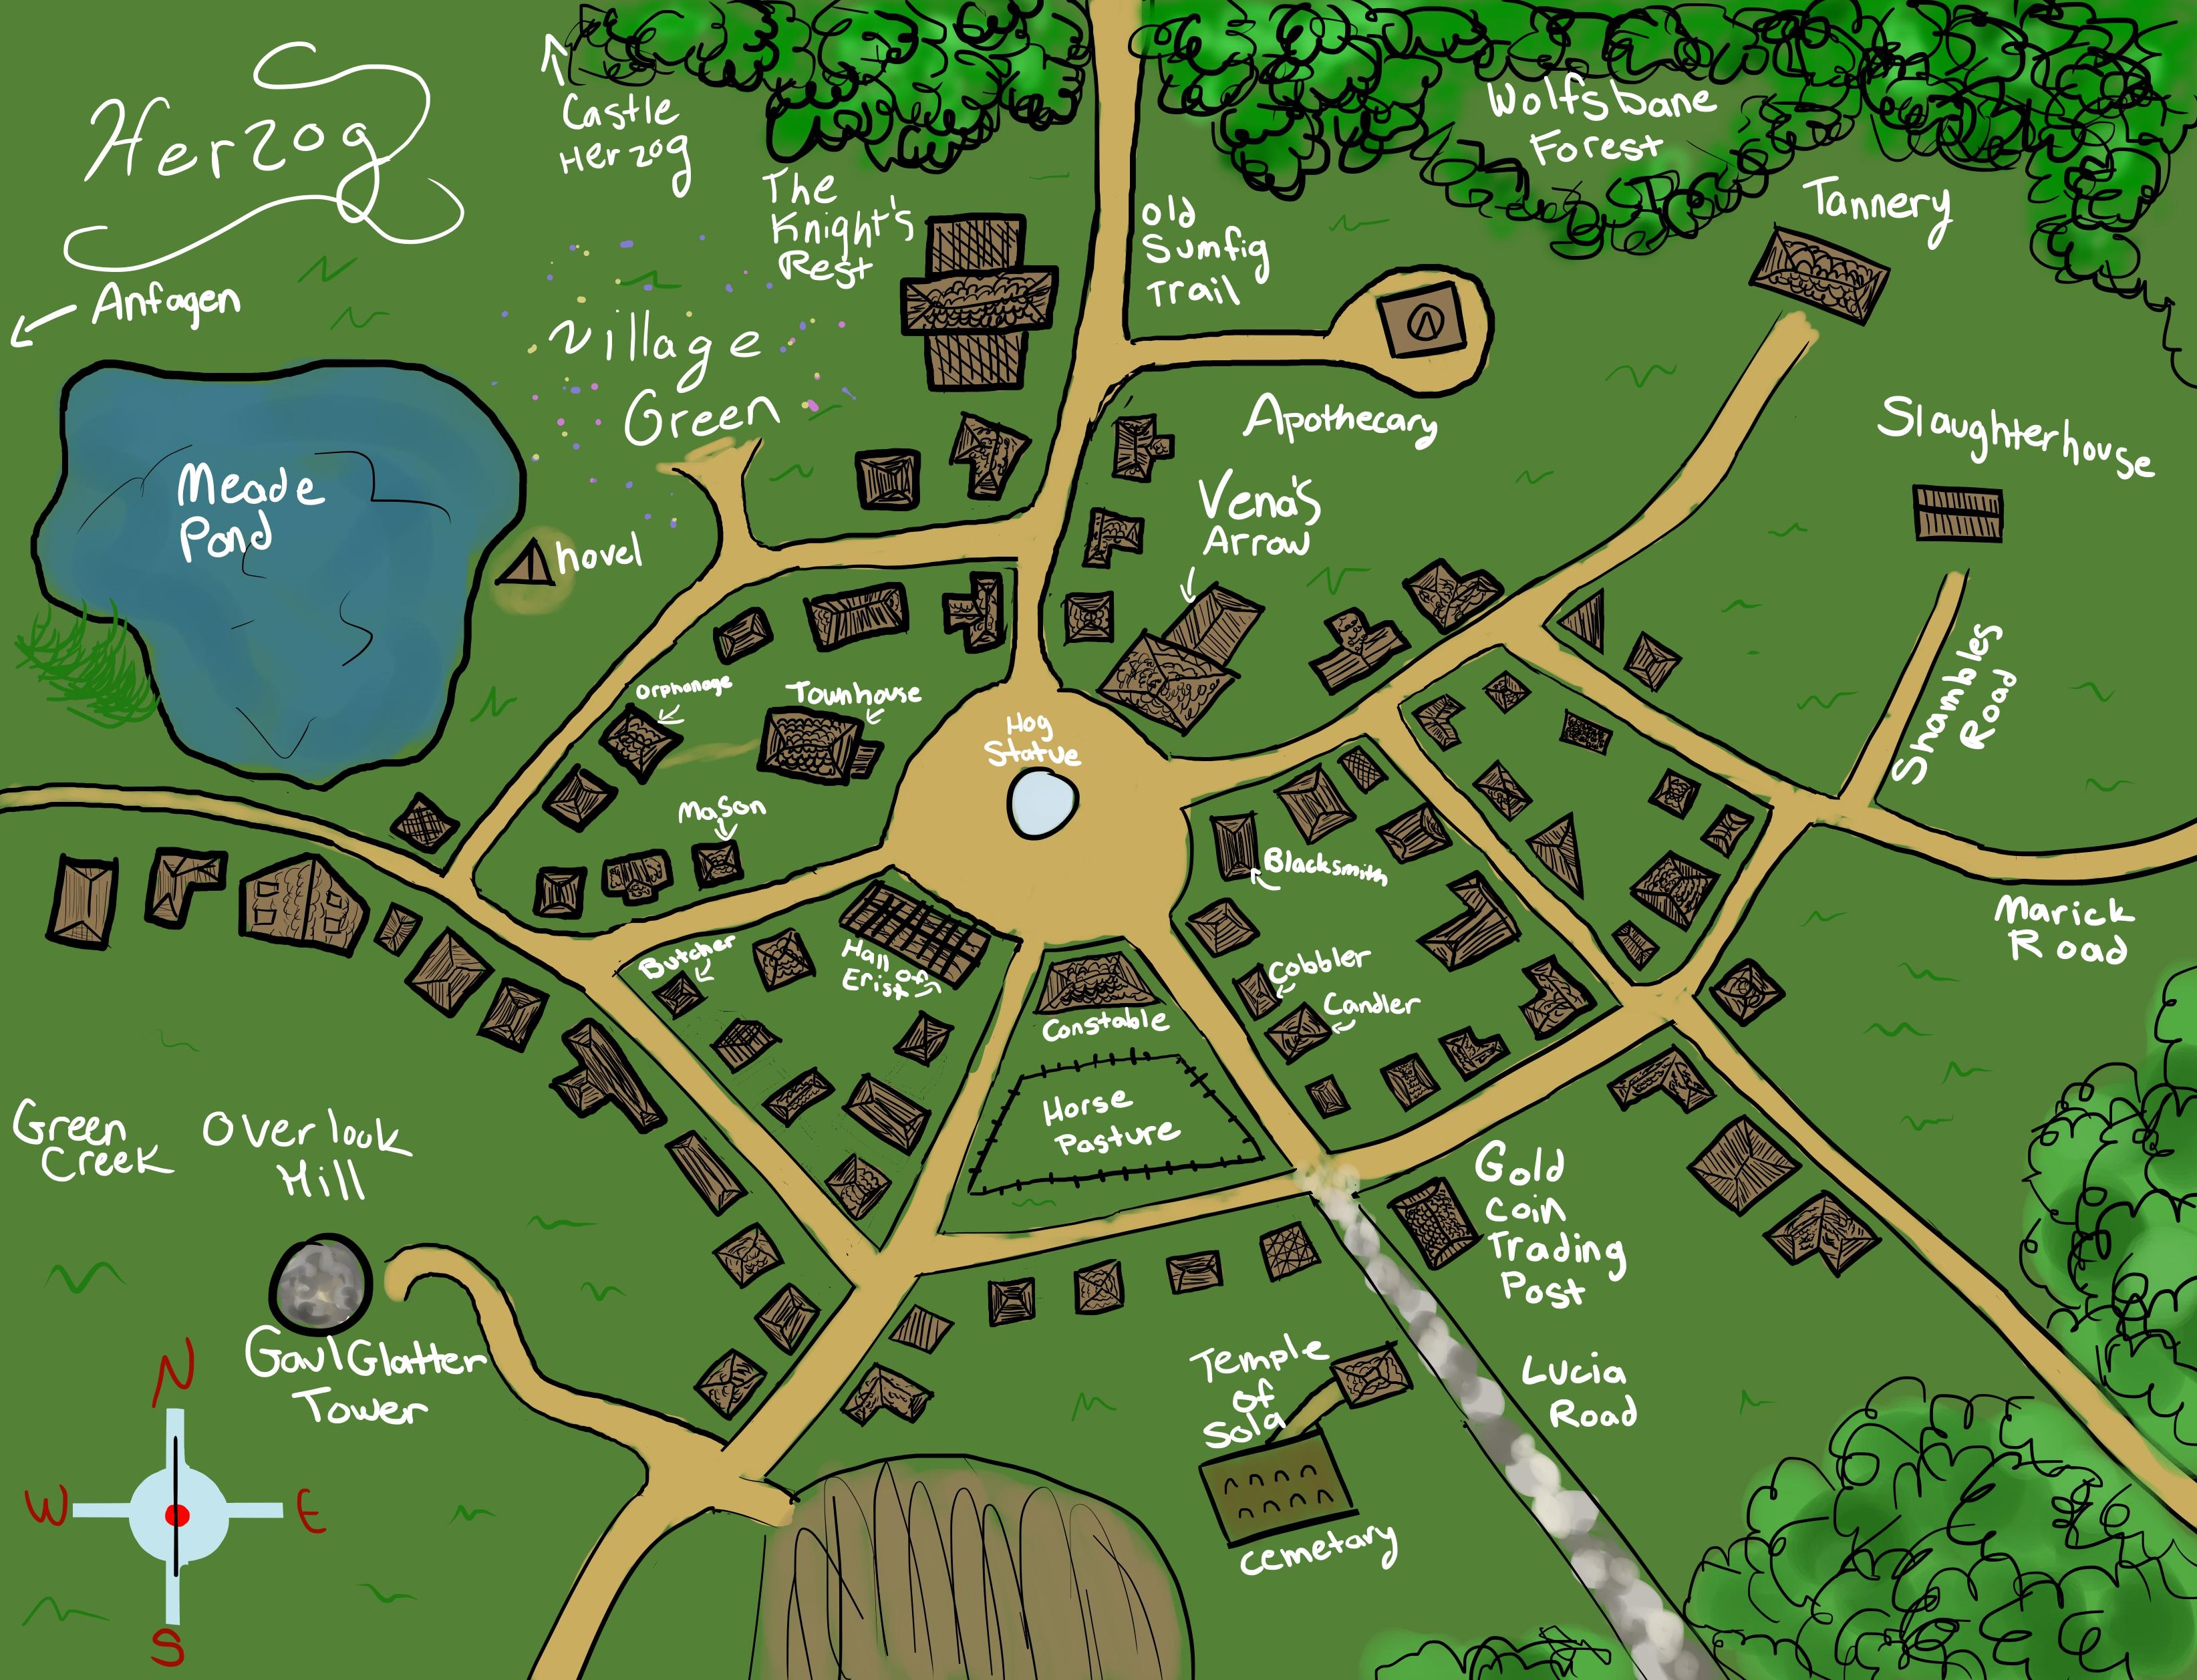 Herzog
Castle
Herzog
Wolfsbane
Forest
The
Knight's
Rest
Old
Sumfig
Trail
Tannery
Anfagen
Village
Green
Apothecary
Slaughterhouse
Meade
Pond
Vena's
Arrow
hovel
Shambles
Road
Orphanage
Townhouse
Hog
Statue
Mason
Blacksmith
Marick
Road
Butcher
Hall of
Erist
Cobbler
Candler
Constable
Horse
Pasture
Green
Creek
Overlook
Hill
Gold
Coin
Trading
Post
GaulGlatter
Tower
Temple
of
Sola
Lucia
Road
cemetary
N
W
E
S